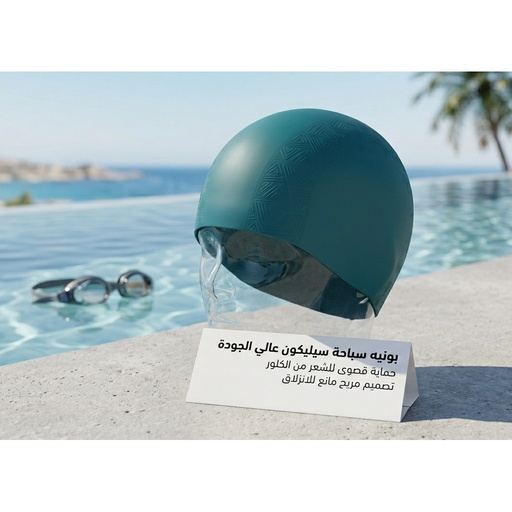 بونيه سباحة سيليكون عالي الجودة
حماية قصوى للشعر من الكلور
تصميم مريح مانع للانزلاق